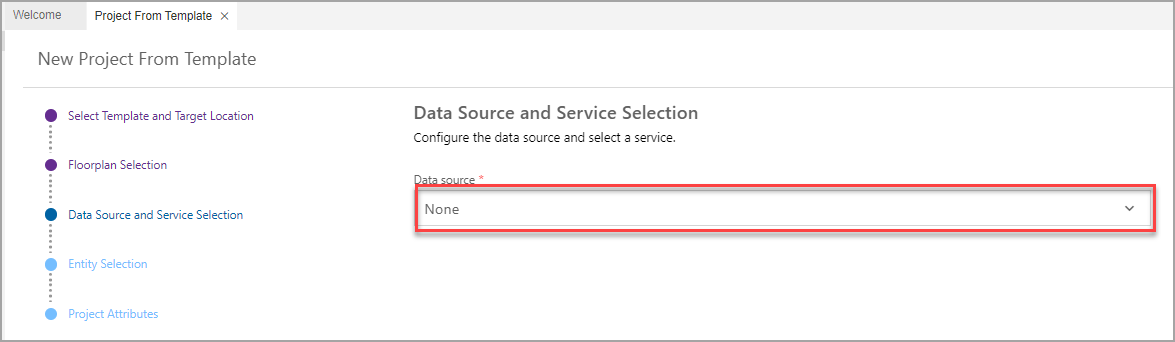 Welcome
Project From Template ×
New Project From Template
Select Template and Target Location
Floorplan Selection
Data Source and Service Selection
Entity Selection
Project Attributes
Data Source and Service Selection
Configure the data source and select a service.
Data source *
None